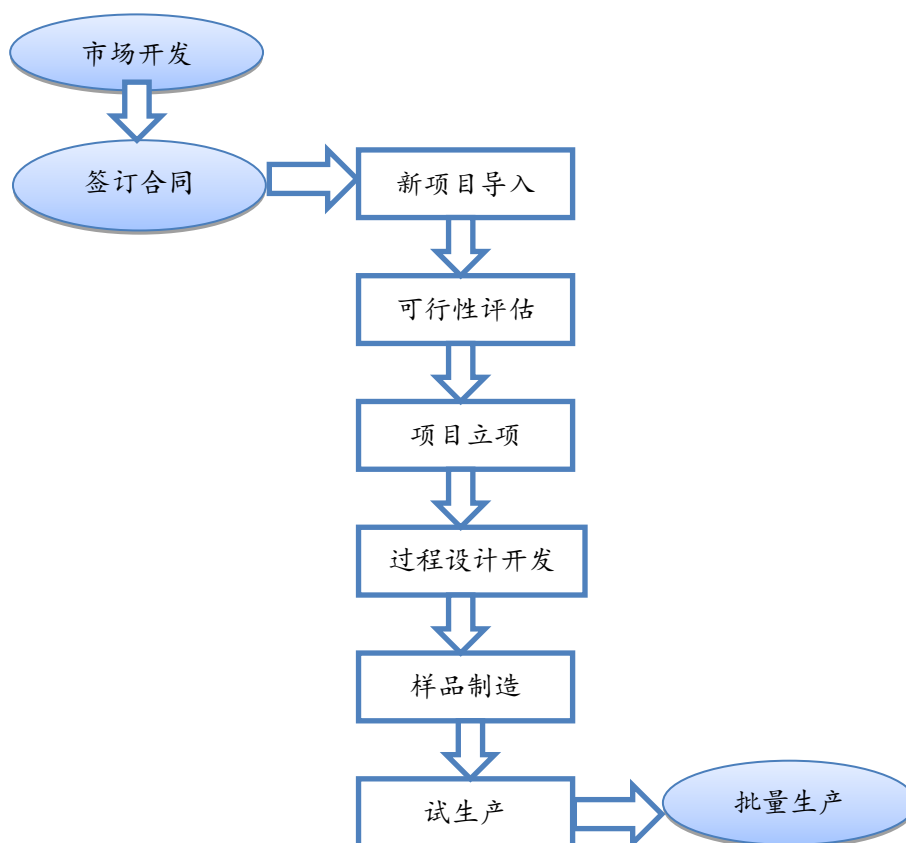 市场开发
签订合同
新项目导入
可行性评估
项目立项
过程设计开发
样品制造
试生产
批量生产